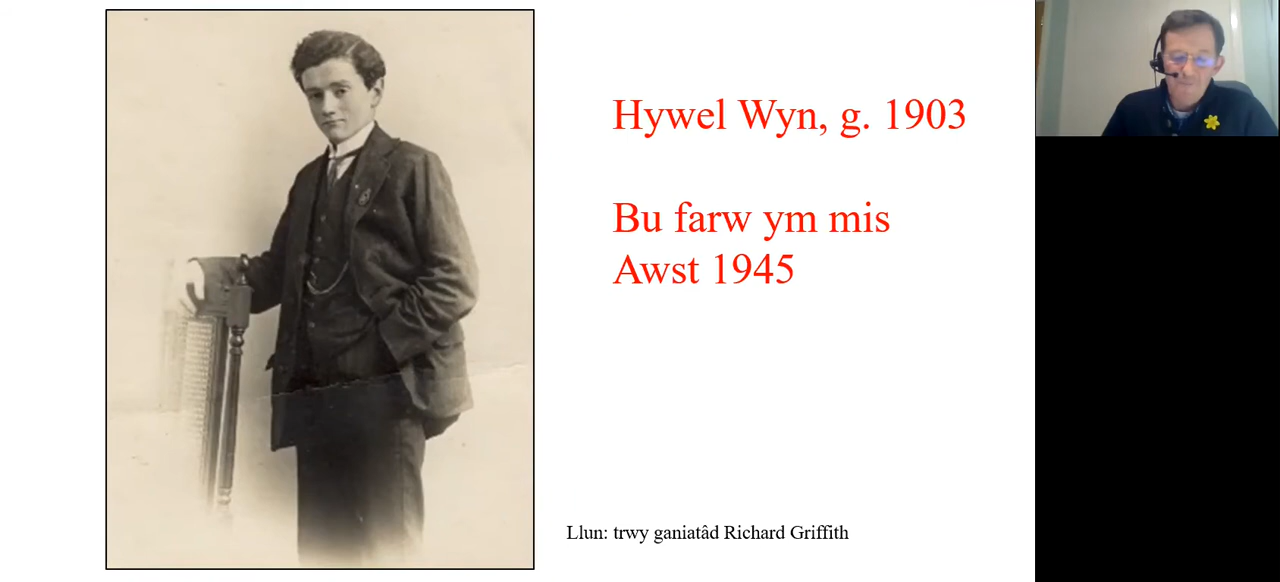 Hywel Wyn, g. 1903
Bu farw ym mis
Awst 1945
Llun: trwy ganiatâd Richard Griffith